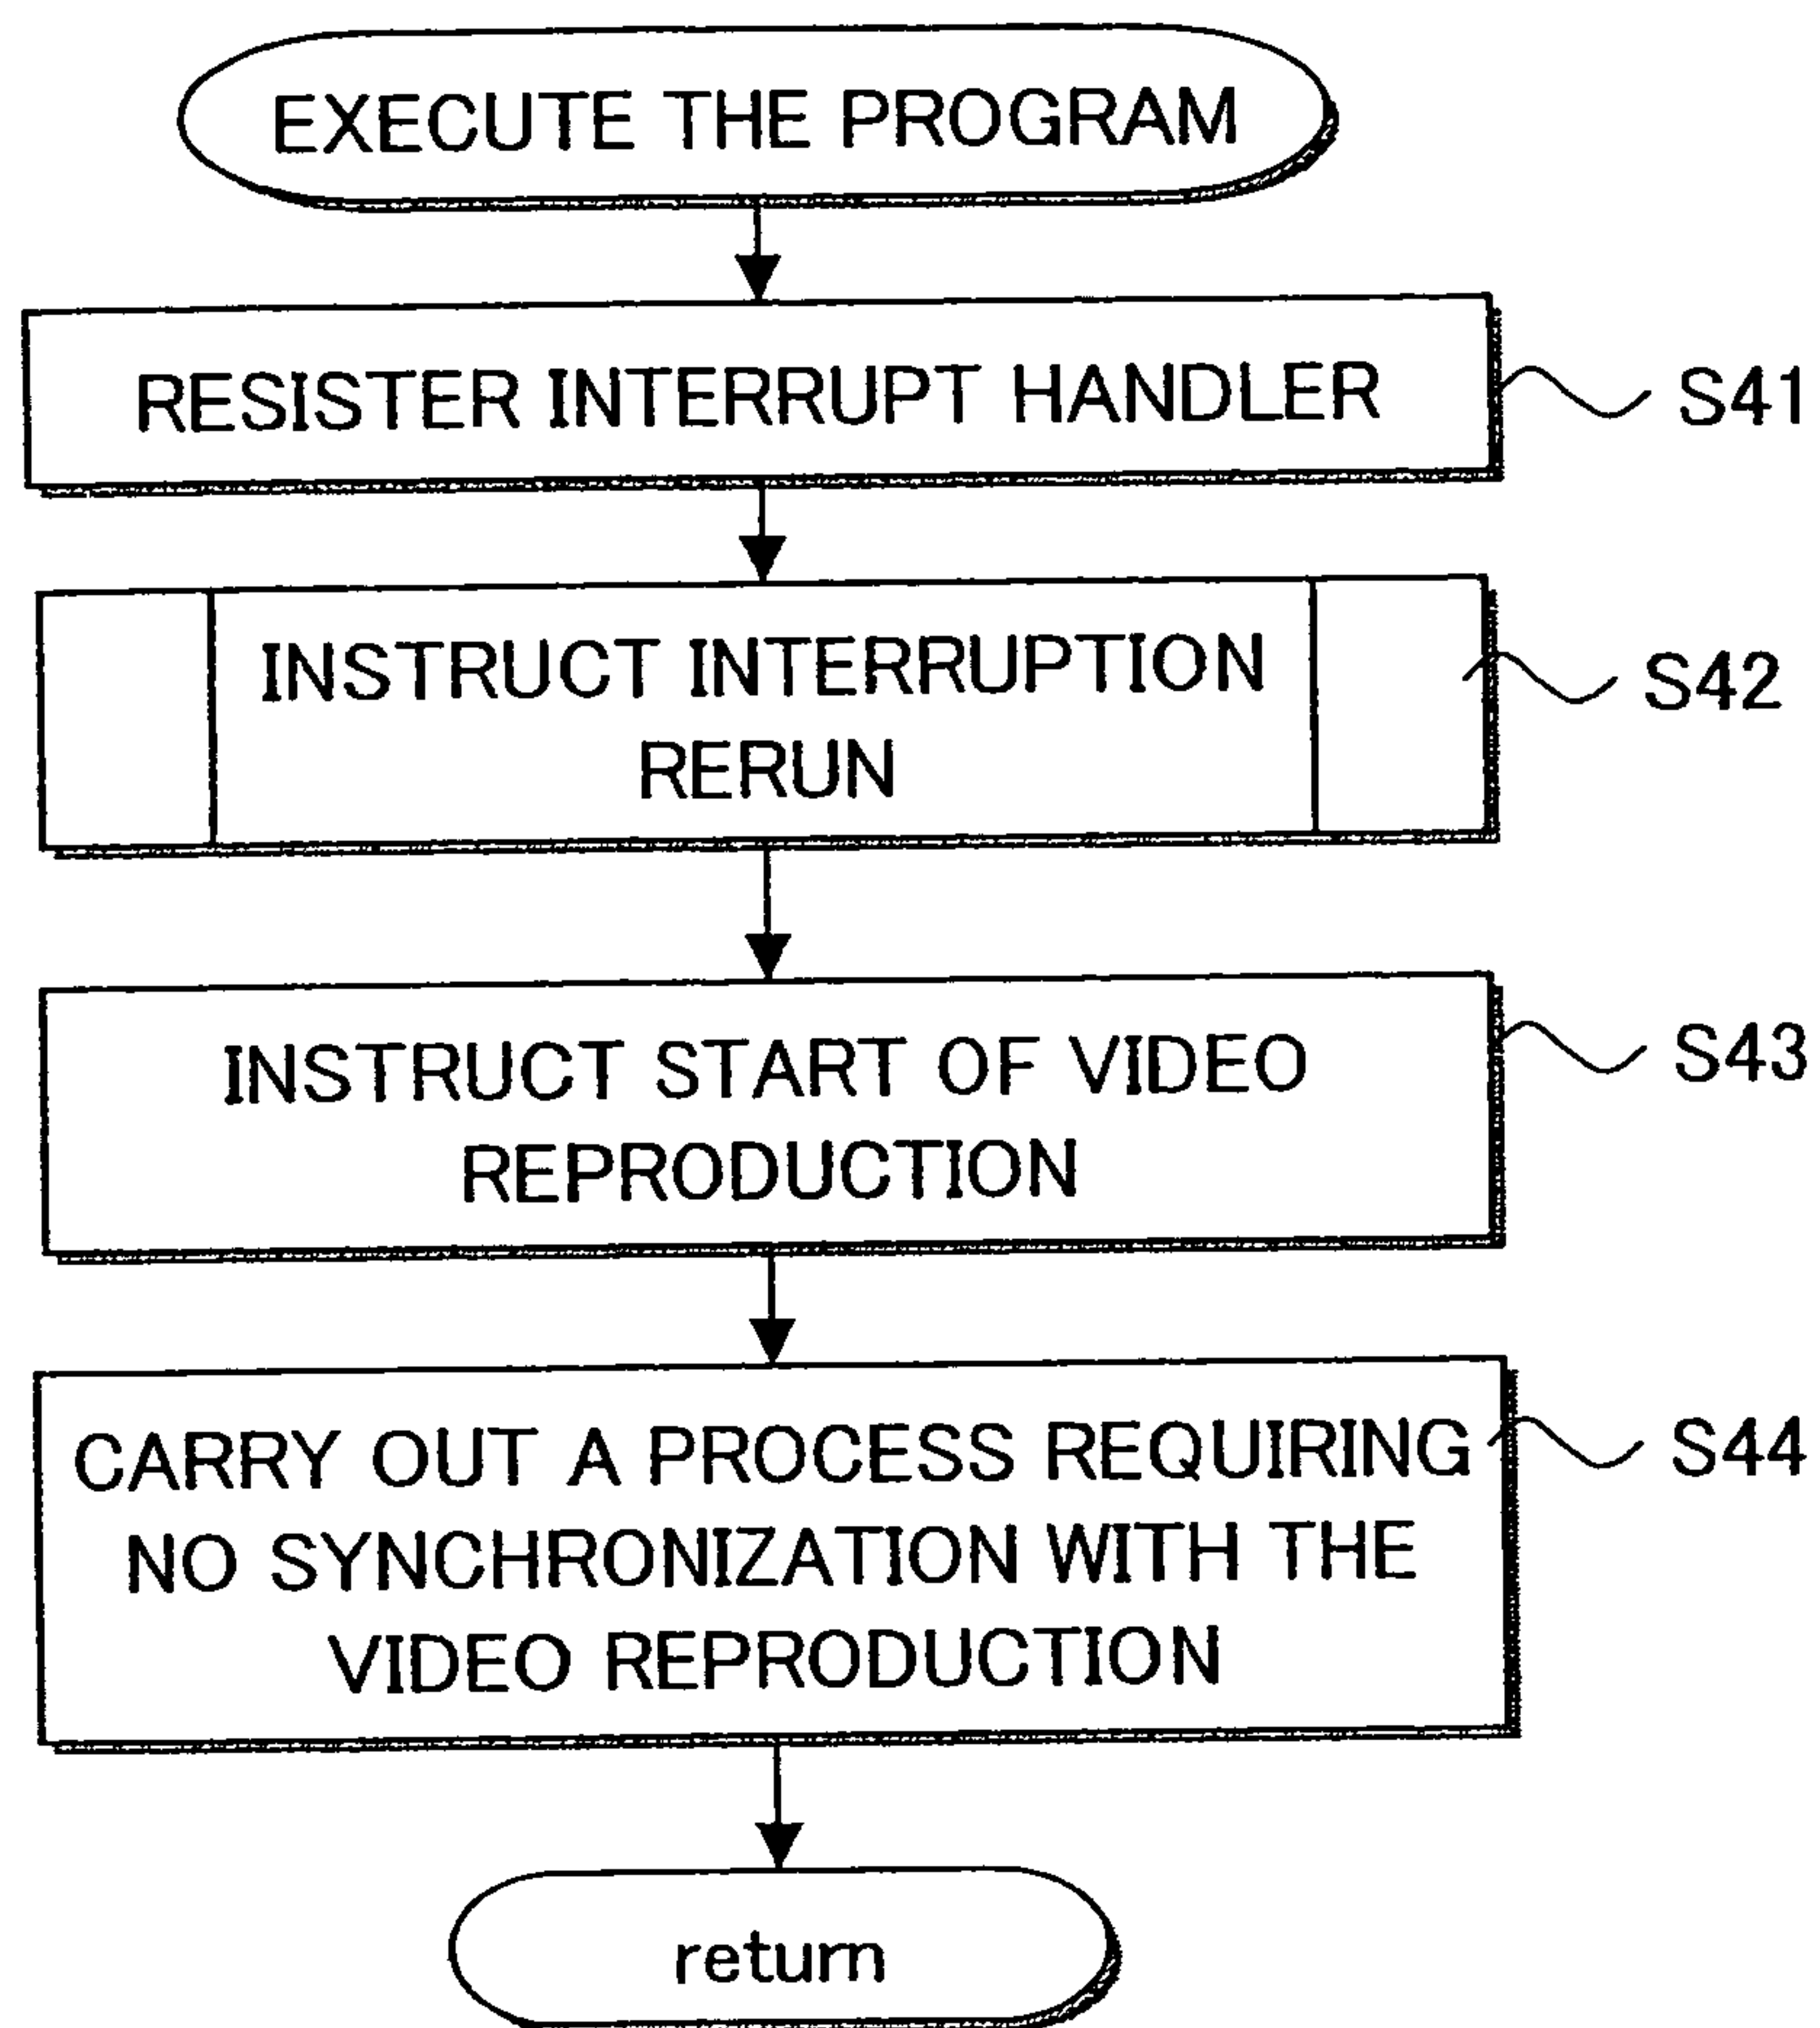 EXECUTE THE PROGRAM
RESISTER INTERRUPT HANDLER
S41
INSTRUCT INTERRUPTION
RERUN
S42
INSTRUCT START OF VIDEO
REPRODUCTION
S43
CARRY OUT A PROCESS REQUIRING
NO SYNCHRONIZATION WITH THE
VIDEO REPRODUCTION
S44
return